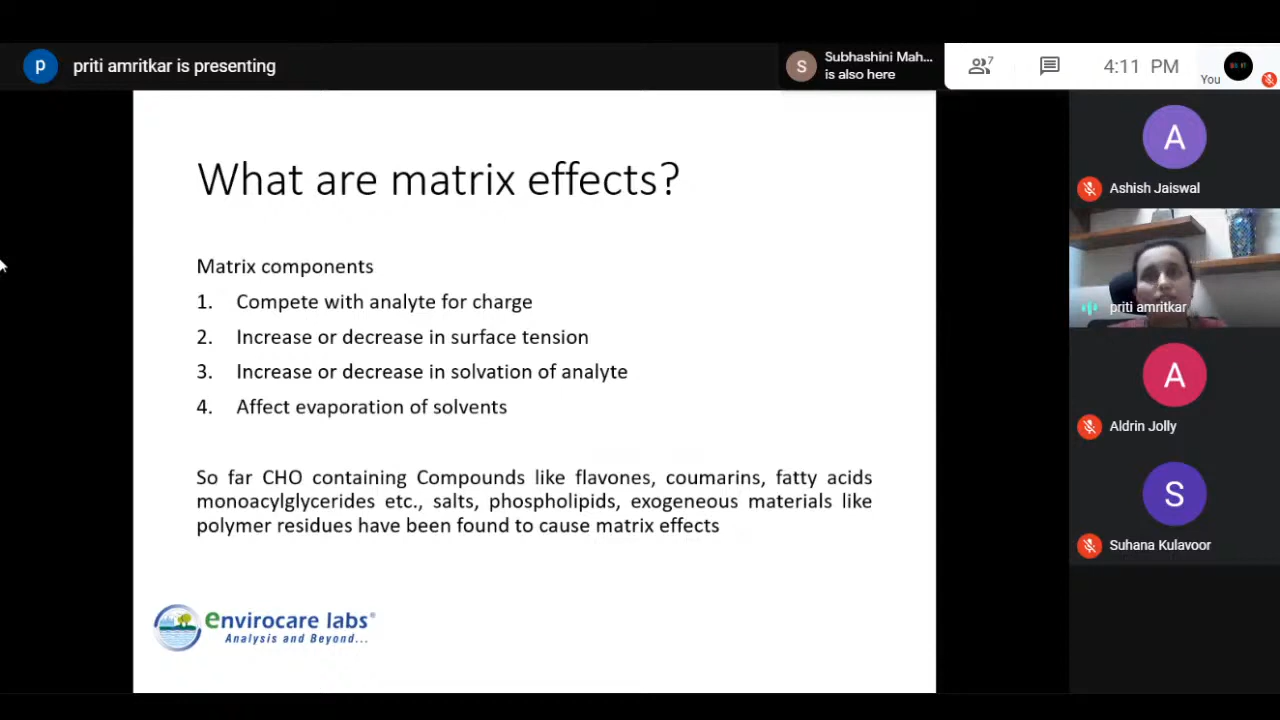 p
priti amritkar is presenting
S
Subhashini Mah...
is also here
7
4:11 PM
You
What are matrix effects?
Matrix components
1. Compete with analyte for charge
2. Increase or decrease in surface tension
3. Increase or decrease in solvation of analyte
4. Affect evaporation of solvents
So far CHO containing Compounds like flavones, coumarins, fatty acids
monoacylglycerides etc., salts, phospholipids, exogeneous materials like
polymer residues have been found to cause matrix effects
envirocare labs®
Analysis and Beyond...
A
Ashish Jaiswal
priti amritkar
A
Aldrin Jolly
S
Suhana Kulavoor